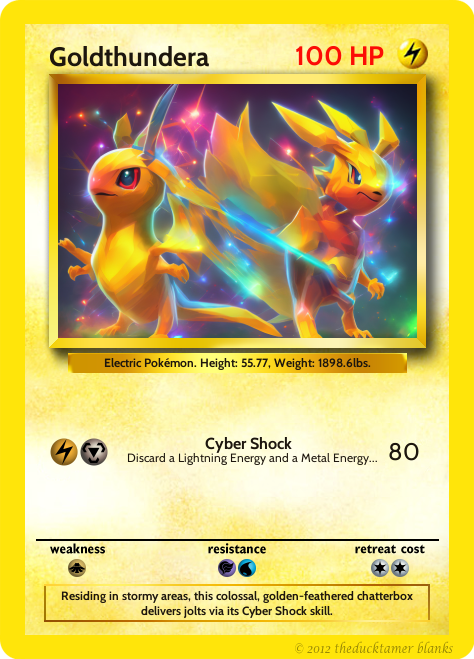 Goldthundera 100 HP
Electric Pokémon. Height: 55.77, Weight: 1898.6lbs.
Cyber Shock
Discard a Lightning Energy and a Metal Energy... 80
weakness resistance retreat cost
Residing in stormy areas, this colossal, golden-feathered chatterbox
delivers jolts via its Cyber Shock skill.
© 2012 theducktamer blanks